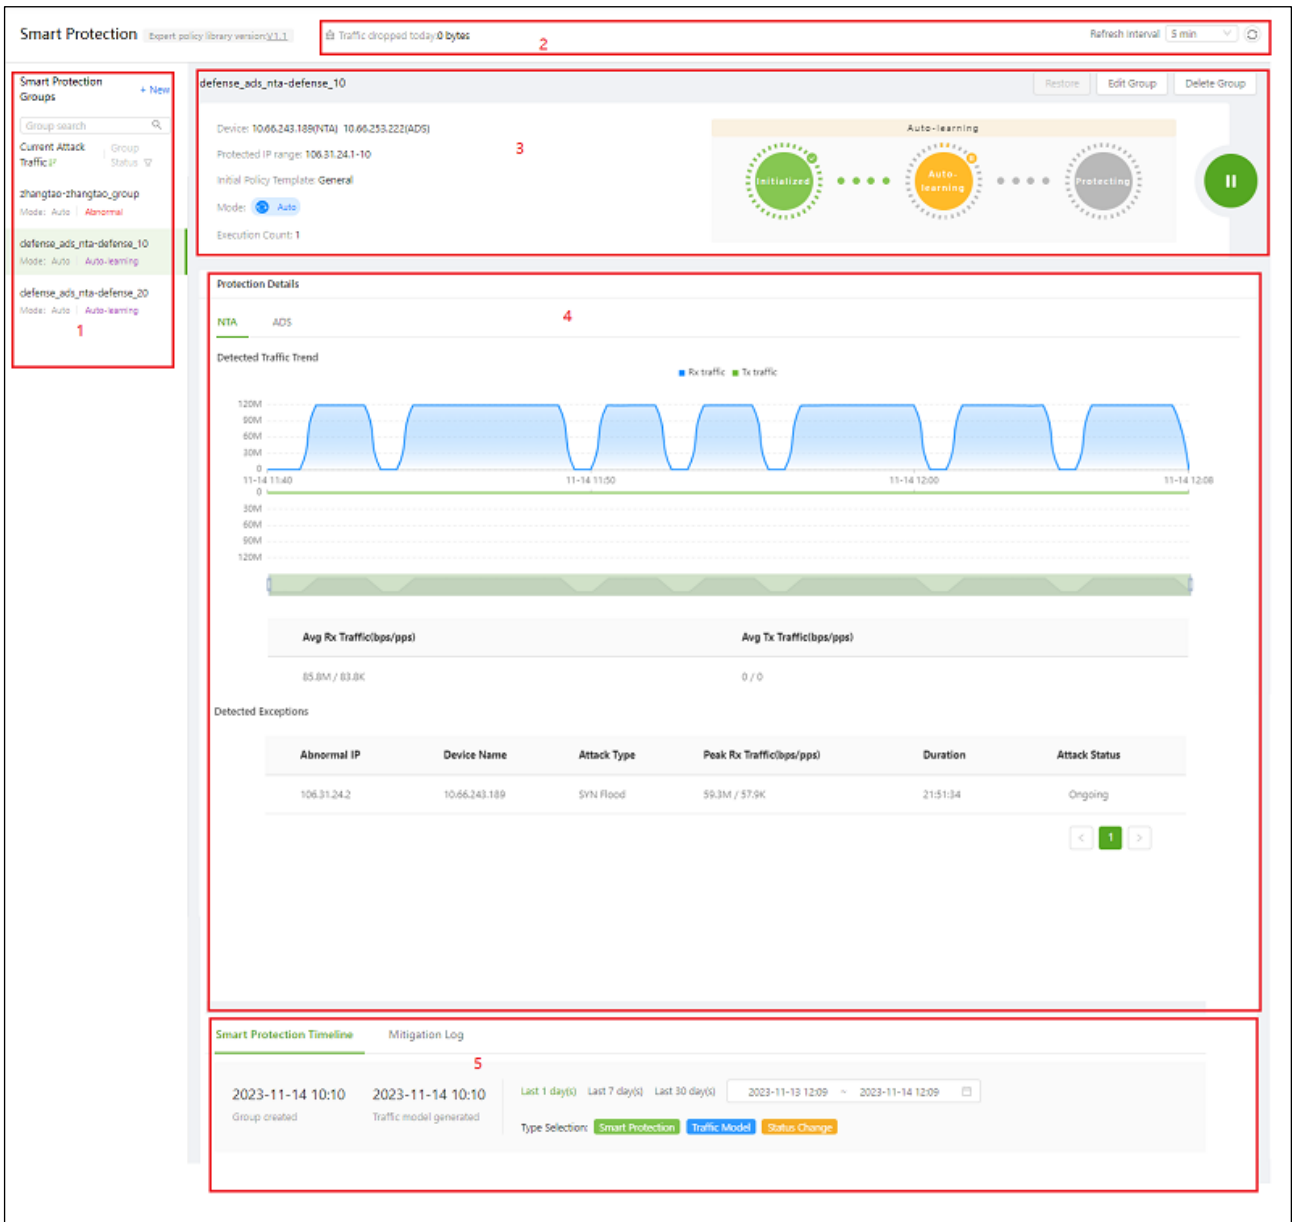 Smart Protection
Expert policy library version:V1.1
Traffic dropped today:0 bytes
2
Refresh Interval
5 min
Smart Protection Groups
+ New
Group search
Current Attack Traffic
Group Status
zhangtao-zhangtao_group
Mode: Auto
Abnormal
defense_ads_nta-defense_10
Mode: Auto
Auto-learning
defense_ads_nta-defense_20
Mode: Auto
Auto-learning
1
defense_ads_nta-defense_10
Restore
Edit Group
Delete Group
Device: 10.66.243.189(NTA) 10.66.253.222(ADS)
3
Protected IP range: 106.31.24.1-10
Initial Policy Template: General
Mode: Auto
Execution Count: 1
Auto-learning
Initialized
Auto-learning
Protecting
Protection Details
4
NTA
ADS
Detected Traffic Trend
Rx traffic
Tx traffic
120M
90M
60M
30M
0
11-14 11:40
11-14 11:50
11-14 12:00
11-14 12:08
0
30M
60M
90M
120M
Avg Rx Traffic(bps/pps)
Avg Tx Traffic(bps/pps)
85.8M / 83.8K
0 / 0
Detected Exceptions
Abnormal IP
Device Name
Attack Type
Peak Rx Traffic(bps/pps)
Duration
Attack Status
106.31.24.2
10.66.243.189
SYN Flood
59.3M / 57.9K
21:51:34
Ongoing
<
1
>
Smart Protection Timeline
Mitigation Log
5
2023-11-14 10:10
Group created
2023-11-14 10:10
Traffic model generated
Last 1 day(s)
Last 7 day(s)
Last 30 day(s)
2023-11-13 12:09 ~ 2023-11-14 12:09
Type Selection:
Smart Protection
Traffic Model
Status Change